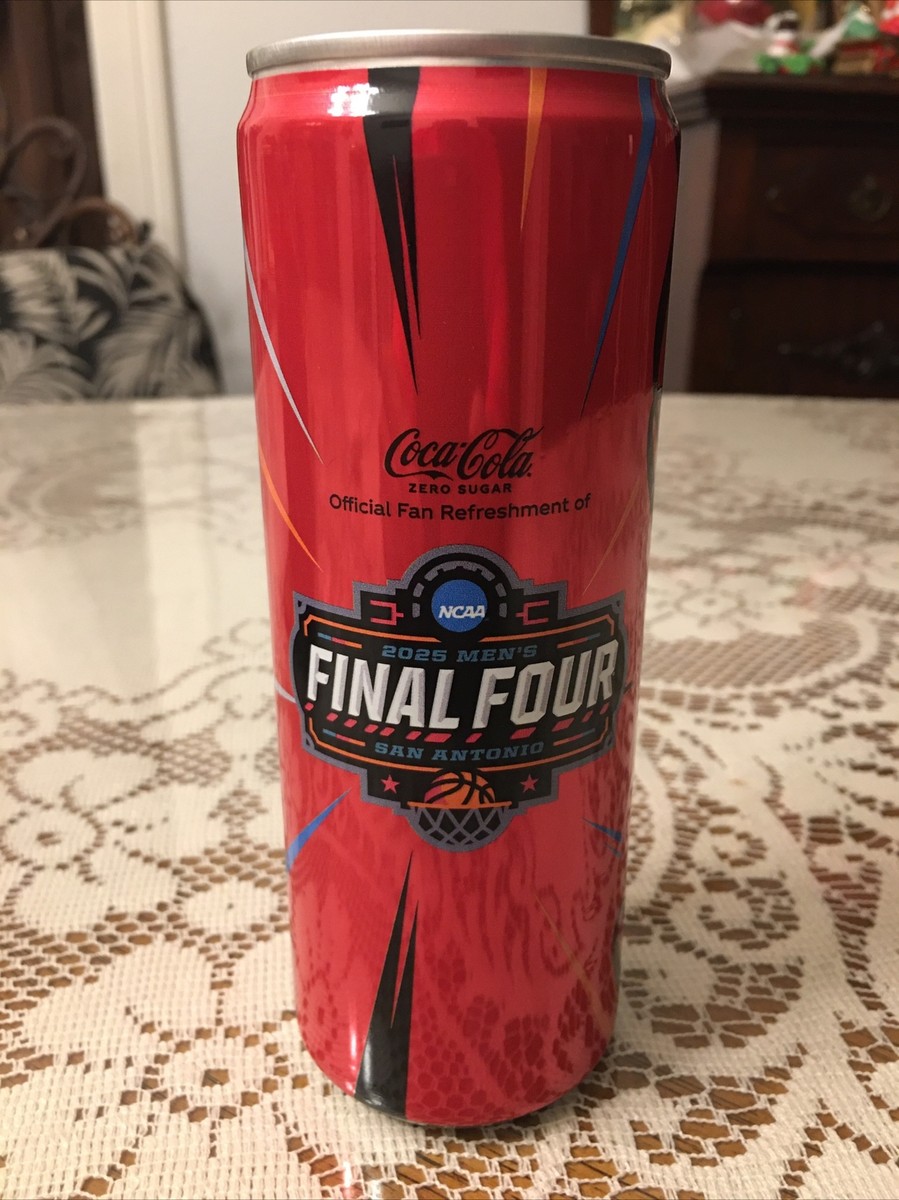 Coca-Cola
ZERO SUGAR
Official Fan Refreshment of
NCAA
2025 MEN'S
FINAL FOUR
SAN ANTONIO